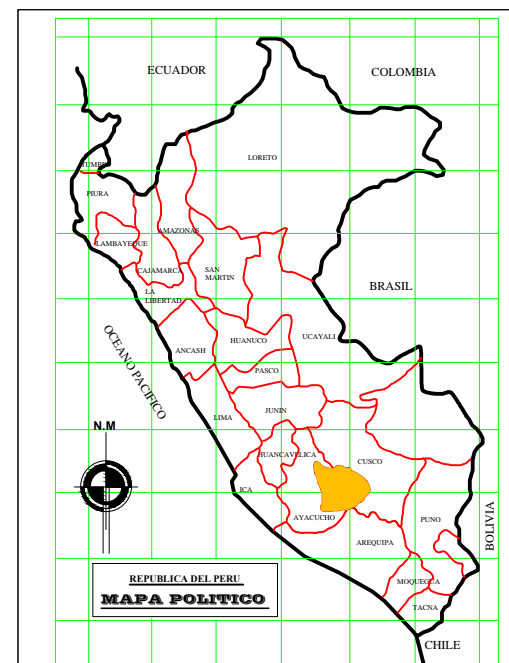 ECUADOR
COLOMBIA
LORETO
TUMBE
PIURA
AMAZONAS
LAMBAYEQUE
CAJAMARCA
SAN
MARTIN
BRASIL
LA
LIBERTAD
OCEANO PACIFICO
ANCASH
HUANUCO
UCAYALI
PASCO
LIMA
JUNIN
N.M
HUANCAVELICA
CUSCO
ICA
AYACUCHO
PUNO
BOLIVIA
AREQUIPA
MOQUEGUA
TACNA
REPUBLICA DEL PERU
MAPA POLITICO
CHILE